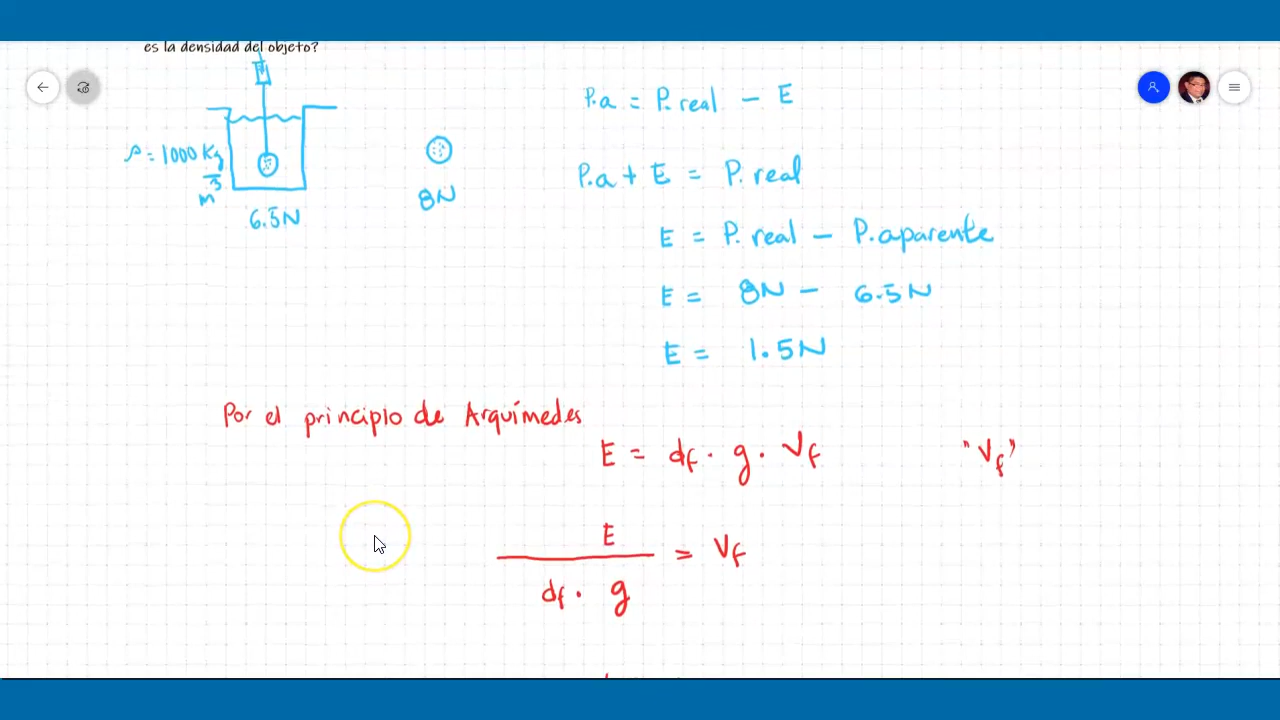 es la densidad del objeto?
ρ = 1000 Kg
m³
6.5N
8N
P.a = P.real - E
P.a + E = P.real
E = P.real - P.aparente
E = 8N - 6.5N
E = 1.5N
Por el principio de Arquímedes
E = df · g · Vf
"Vf"
E
= Vf
df · g